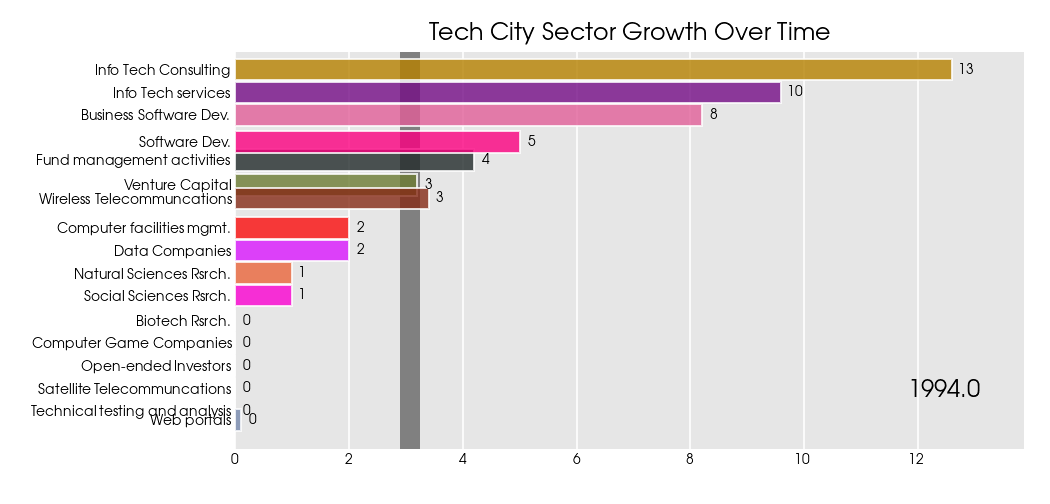 Tech City Sector Growth Over Time
Info Tech Consulting 13
Info Tech services 10
Business Software Dev. 8
Software Dev. 5
Fund management activities 4
Venture Capital 3
Wireless Telecommuncations 3
Computer facilities mgmt. 2
Data Companies 2
Natural Sciences Rsrch. 1
Social Sciences Rsrch. 1
Biotech Rsrch. 0
Computer Game Companies 0
Open-ended Investors 0
Satellite Telecommuncations 0
1994.0
Technical testing and analysis 0
Web portals 0
0 2 4 6 8 10 12